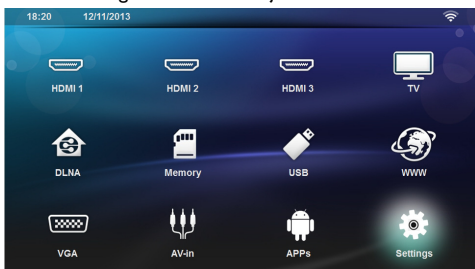 18:20 12/11/2013
HDMI 1 HDMI 2 HDMI 3 TV
DLNA Memory USB WWW
VGA AV-in APPs Settings